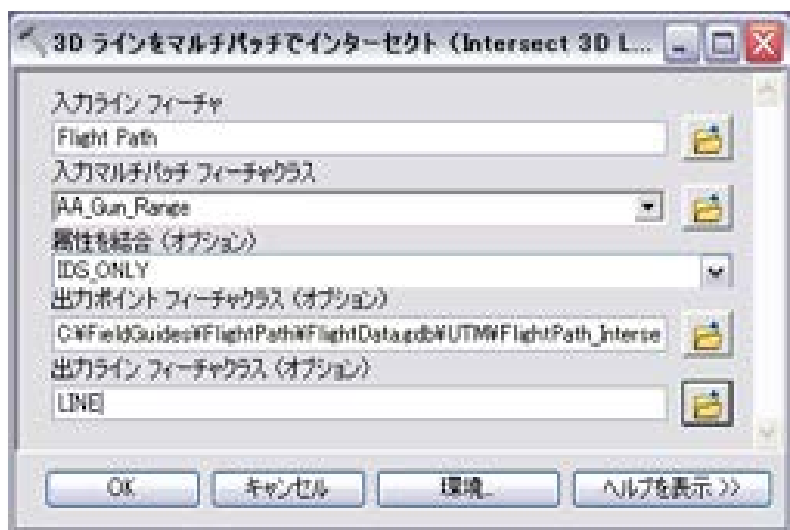 3D ラインをマルチパッチでインターセクト (Intersect 3D L...
入力ライン フィーチャ
Flight Path
入力マルチパッチ フィーチャクラス
AA_Gun_Range
属性を結合 (オプション)
IDS_ONLY
出力ポイント フィーチャクラス (オプション)
C:¥FieldGuides¥FlightPath¥FlightData.gdb¥UTM¥FlightPath_Interse
出力ライン フィーチャクラス (オプション)
LINE
OK
キャンセル
環境...
ヘルプを表示 >>